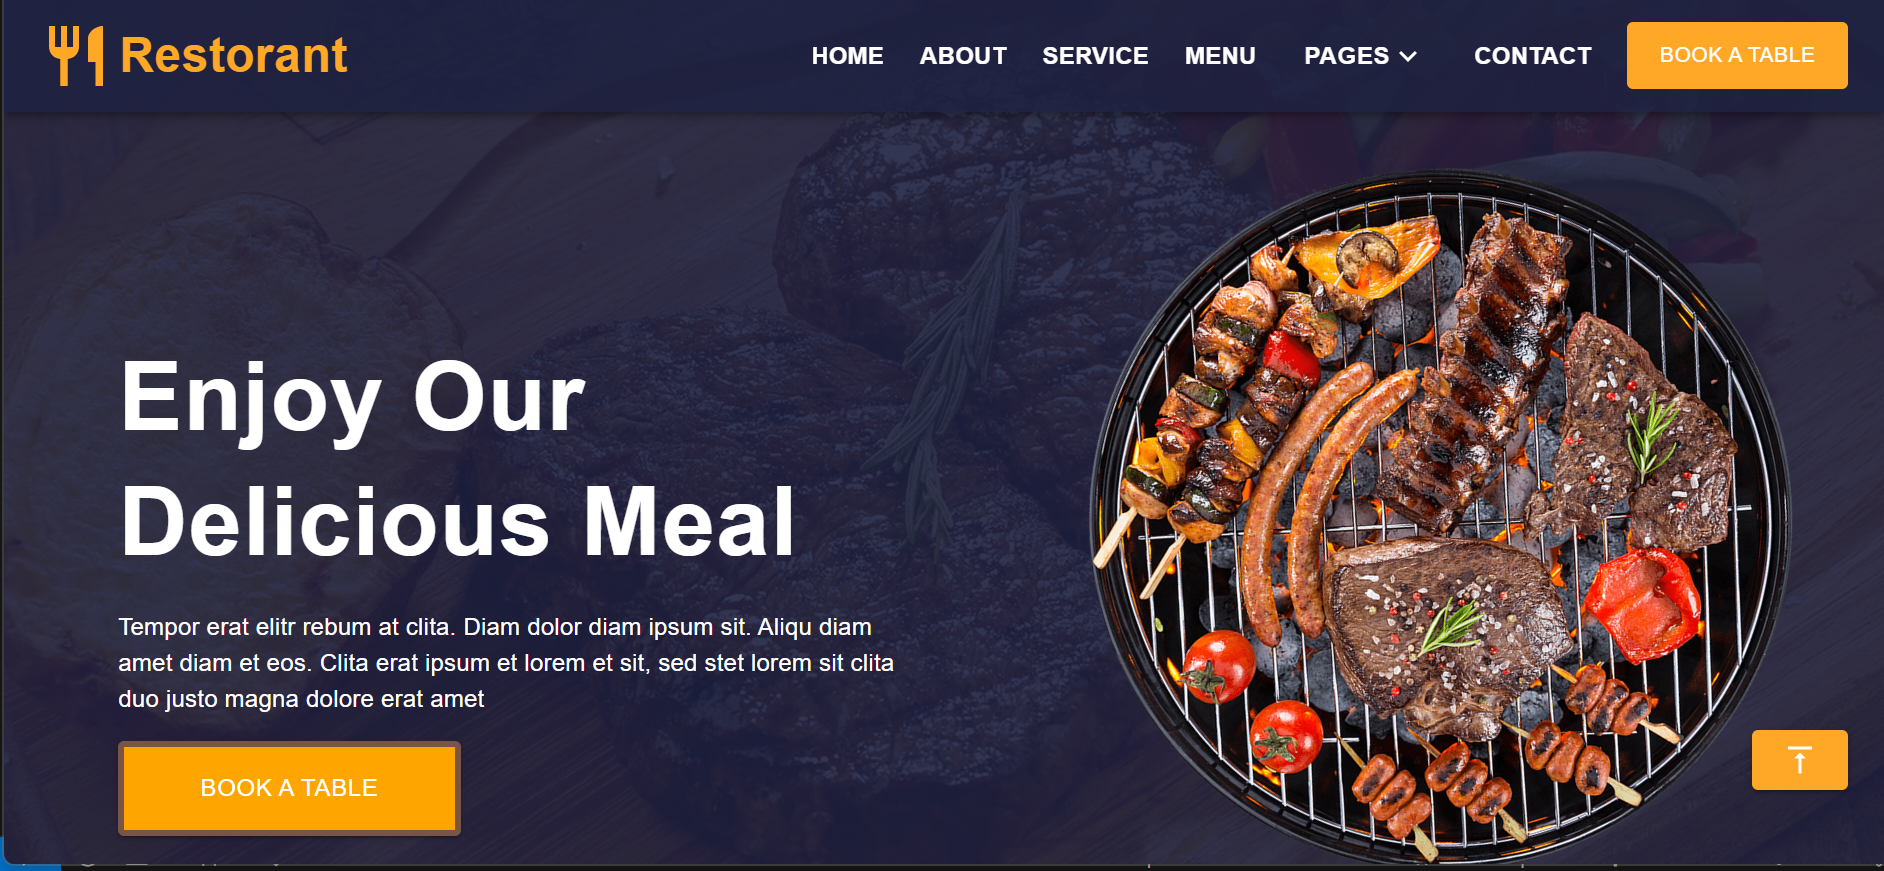 Restorant
HOME ABOUT SERVICE MENU PAGES CONTACT BOOK A TABLE
Enjoy Our
Delicious Meal
Tempor erat elitr rebum at clita. Diam dolor diam ipsum sit. Aliqu diam
amet diam et eos. Clita erat ipsum et lorem et sit, sed stet lorem sit clita
duo justo magna dolore erat amet
BOOK A TABLE